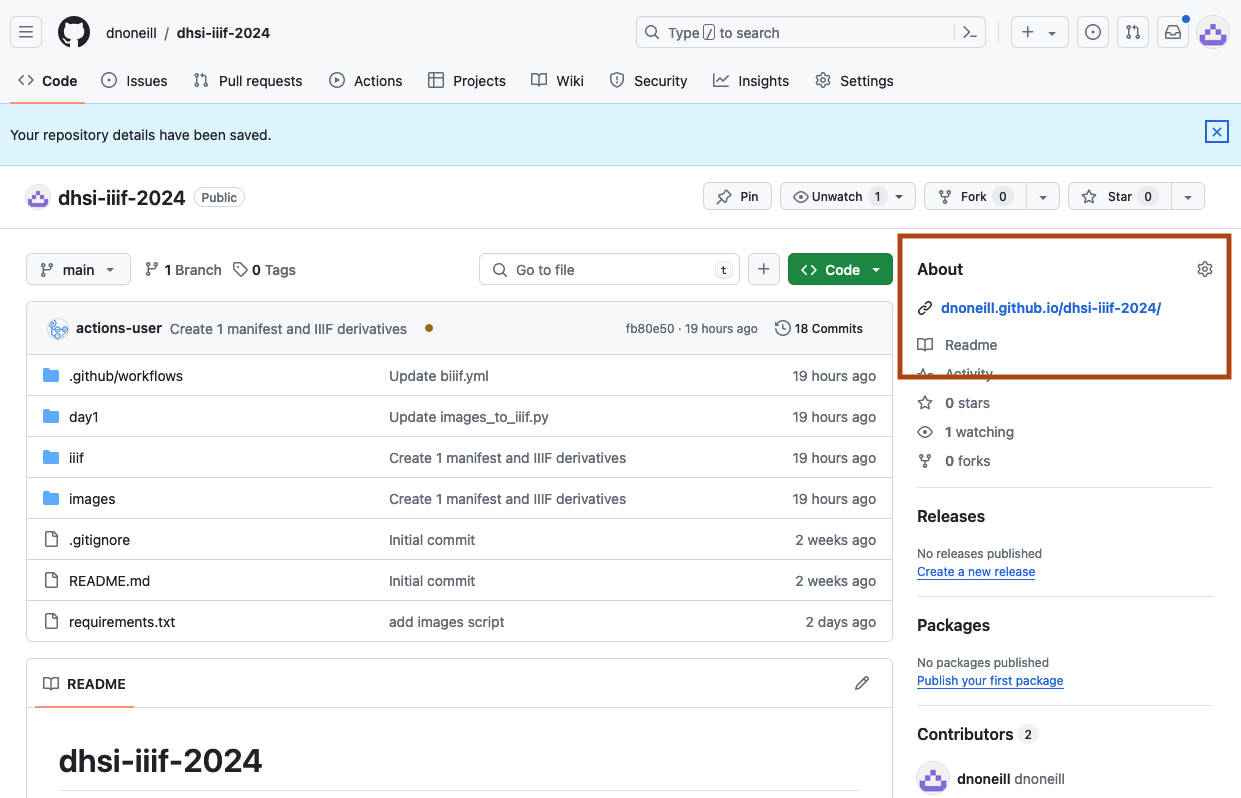 dnoneill / dhsi-iiif-2024
Type / to search
Code Issues Pull requests Actions Projects Wiki Security Insights Settings
Your repository details have been saved.
dhsi-iiif-2024 Public
Pin Unwatch 1 Fork 0 Star 0
main 1 Branch 0 Tags Go to file t Code
actions-user Create 1 manifest and IIIF derivatives fb80e50 · 19 hours ago 18 Commits
.github/workflows Update biiif.yml 19 hours ago
day1 Update images_to_iiif.py 19 hours ago
iiif Create 1 manifest and IIIF derivatives 19 hours ago
images Create 1 manifest and IIIF derivatives 19 hours ago
.gitignore Initial commit 2 weeks ago
README.md Initial commit 2 weeks ago
requirements.txt add images script 2 days ago
README
dhsi-iiif-2024
About
dnoneill.github.io/dhsi-iiif-2024/
Readme
Activity
0 stars
1 watching
0 forks
Releases
No releases published
Create a new release
Packages
No packages published
Publish your first package
Contributors 2
dnoneill dnoneill